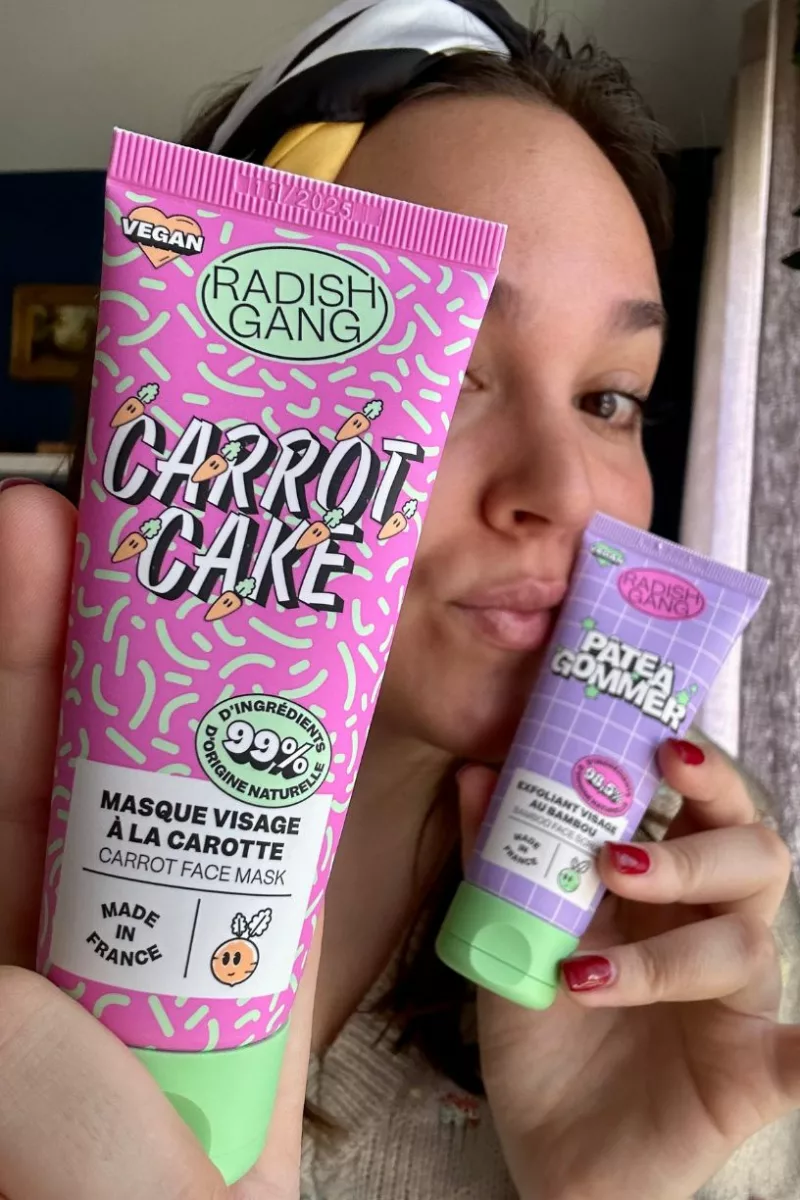 11/2025
VEGAN
RADISH
GANG
CARROT
CAKE
D'INGRÉDIENTS
99%
D'ORIGINE NATURELLE
MASQUE VISAGE
À LA CAROTTE
CARROT FACE MASK
MADE
IN
FRANCE
VEGAN
RADISH
GANG
PÂTE À
GOMMER
EXFOLIANT VISAGE
AU BAMBOU
BAMBOO FACE
MADE
IN
FRANCE